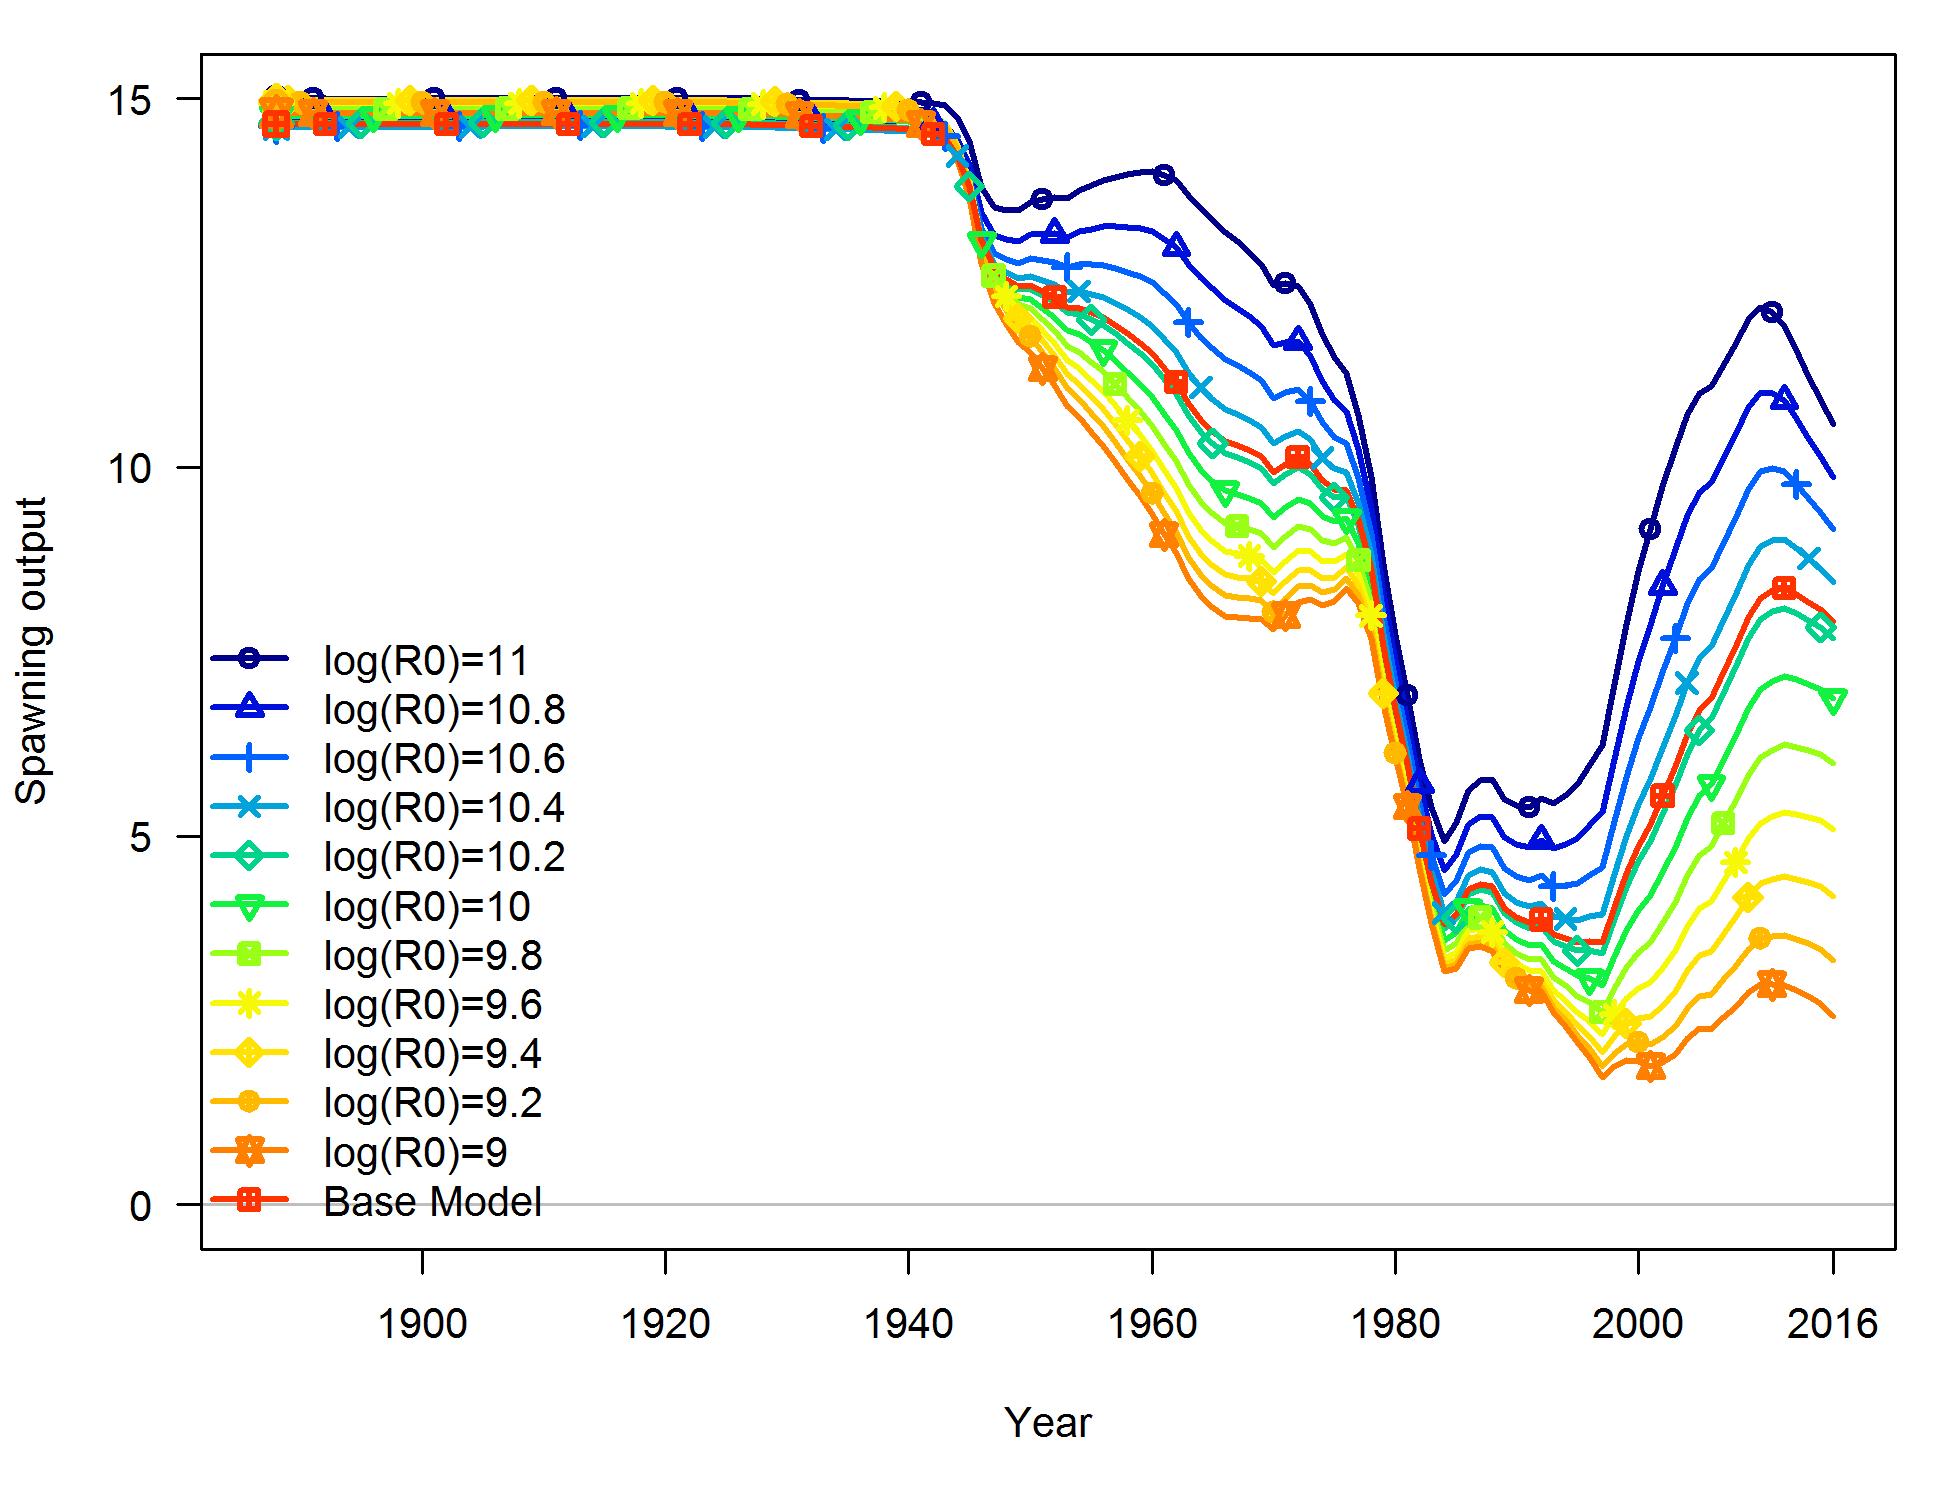 15
10
5
0
Spawning output
log(R0)=11
log(R0)=10.8
log(R0)=10.6
log(R0)=10.4
log(R0)=10.2
log(R0)=10
log(R0)=9.8
log(R0)=9.6
log(R0)=9.4
log(R0)=9.2
log(R0)=9
Base Model
1900 1920 1940 1960 1980 2000 2016
Year